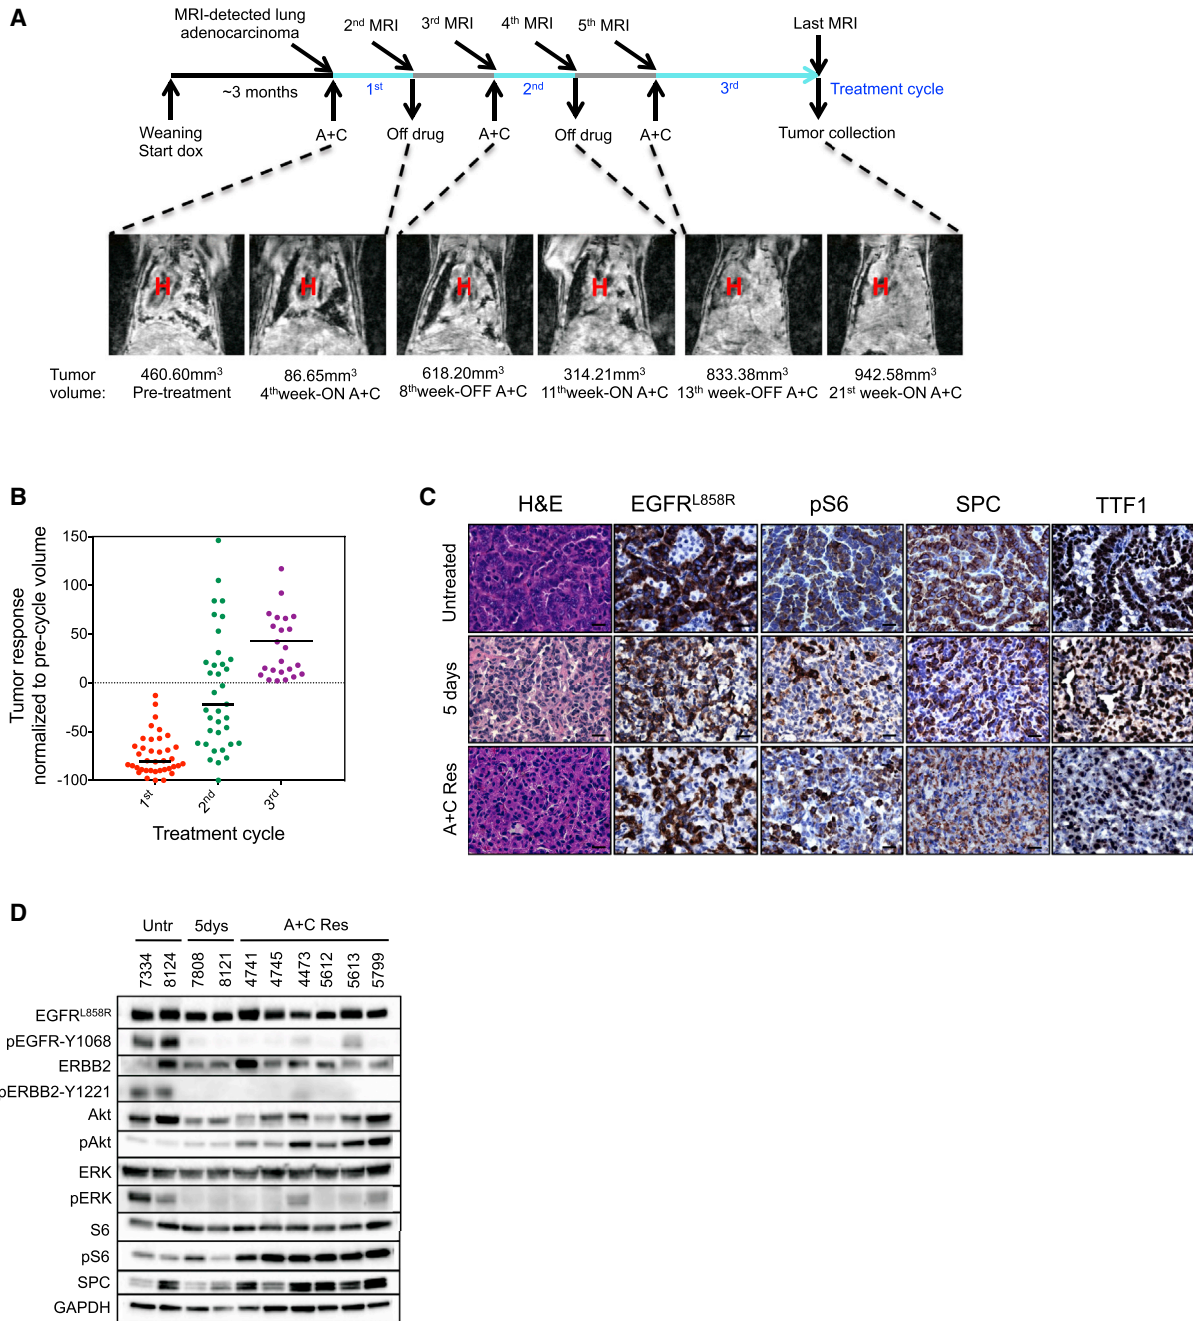 A
MRI-detected lung
adenocarcinoma
2nd MRI
3rd MRI
4th MRI
5th MRI
Last MRI
~3 months
1st
2nd
3rd
Treatment cycle
Weaning
Start dox
A+C
Off drug
A+C
Off drug
A+C
Tumor collection
H
H
H
H
H
H
Tumor
volume:
460.60mm3
Pre-treatment
86.65mm3
4thweek-ON A+C
618.20mm3
8thweek-OFF A+C
314.21mm3
11thweek-ON A+C
833.38mm3
13th week-OFF A+C
942.58mm3
21st week-ON A+C
B
Tumor response
normalized to pre-cycle volume
150
100
50
0
-50
-100
1st
2nd
3rd
Treatment cycle
C
H&E
EGFRL858R
pS6
SPC
TTF1
Untreated
5 days
A+C Res
D
Untr
5dys
A+C Res
7334
8124
7808
8121
4741
4745
4473
5612
5613
5799
EGFRL858R
pEGFR-Y1068
ERBB2
pERBB2-Y1221
Akt
pAkt
ERK
pERK
S6
pS6
SPC
GAPDH